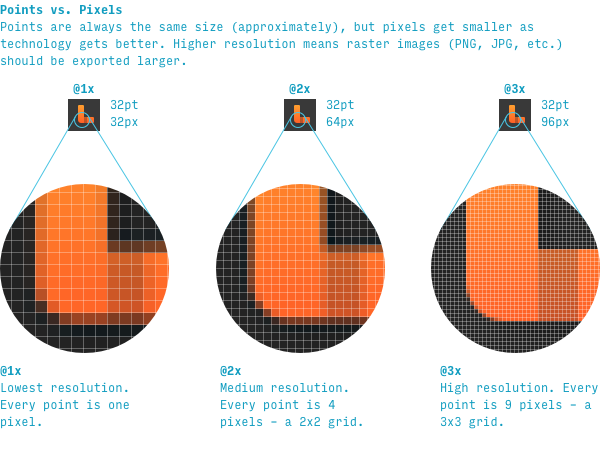 Points vs. Pixels
Points are always the same size (approximately), but pixels get smaller as
technology gets better. Higher resolution means raster images (PNG, JPG, etc.)
should be exported larger.
@1x
32pt
32px
@2x
32pt
64px
@3x
32pt
96px
@1x
Lowest resolution.
Every point is one
pixel.
@2x
Medium resolution.
Every point is 4
pixels – a 2x2 grid.
@3x
High resolution. Every
point is 9 pixels – a
3x3 grid.